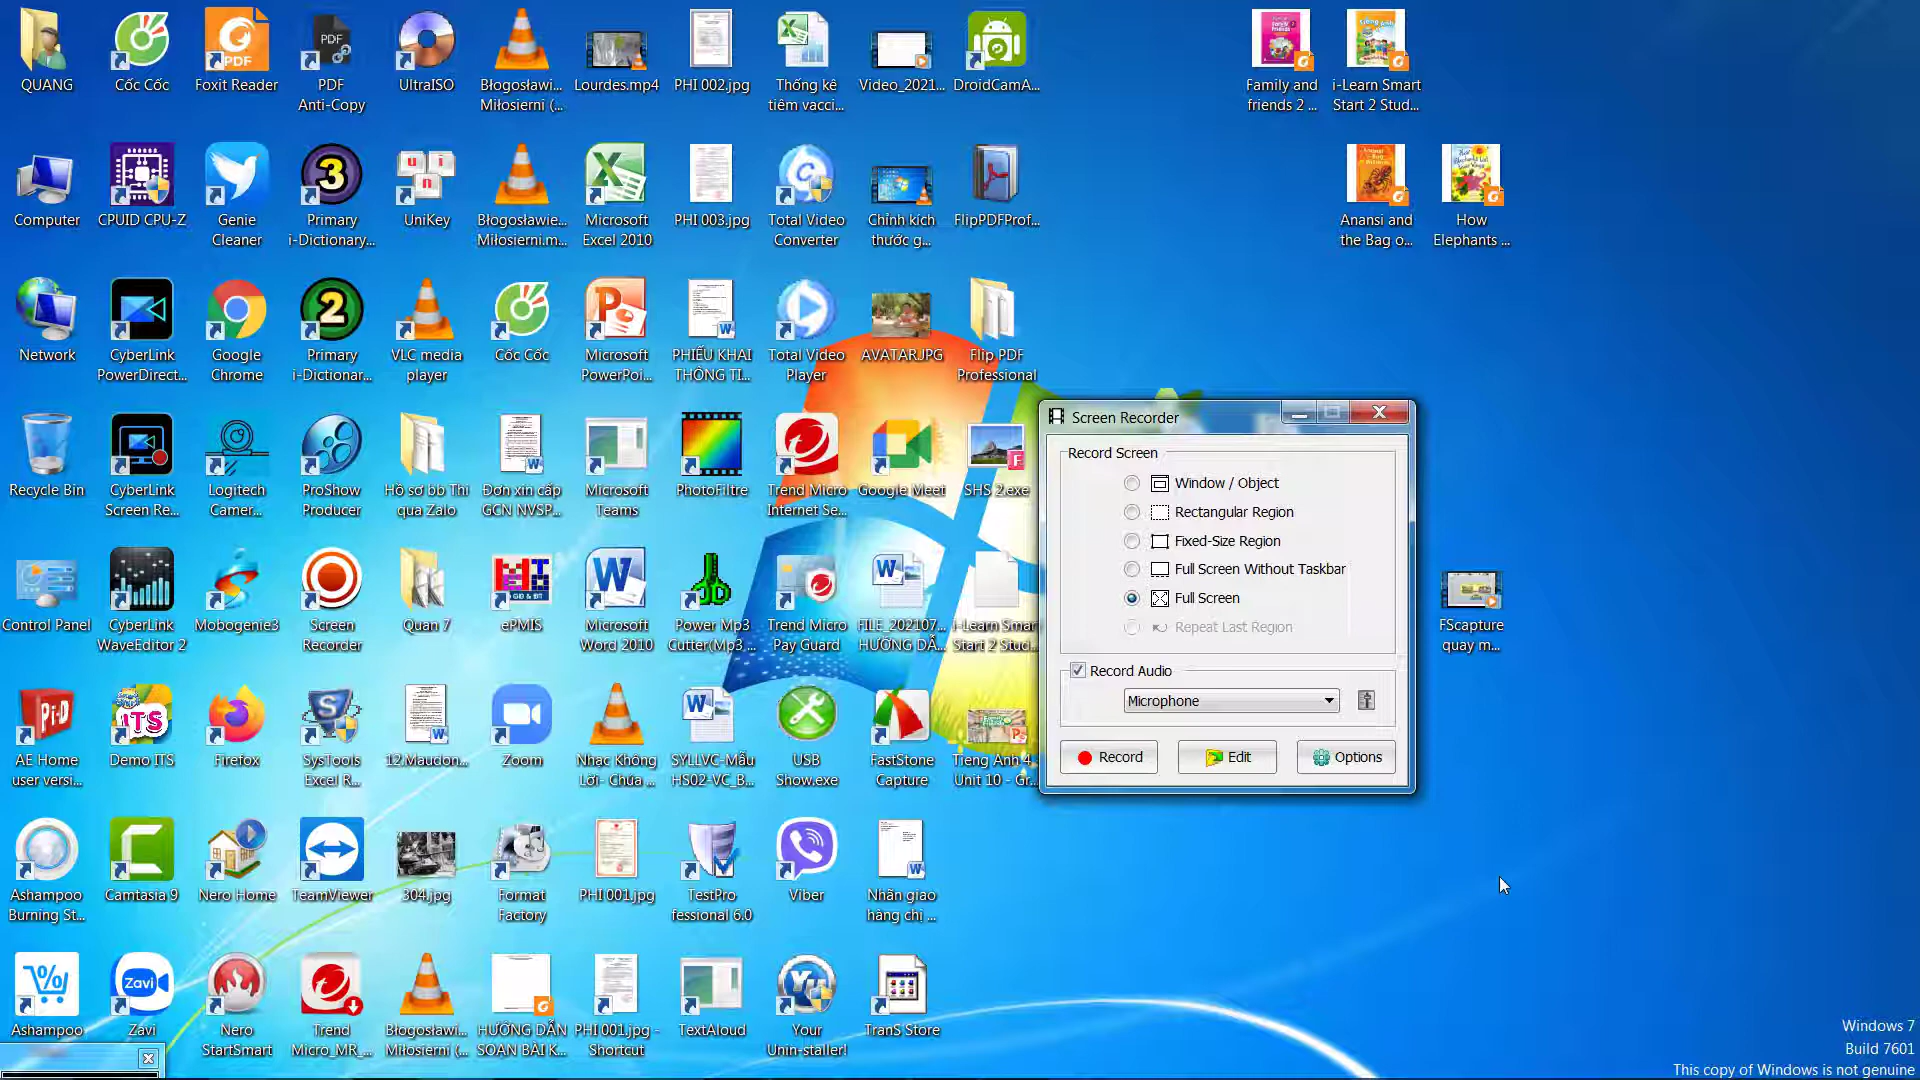 QUANG
Cốc Cốc
Foxit Reader
PDF
Anti-Copy
UltraISO
Błogosławi...
Miłosierni (...
Lourdes.mp4
PHI 002.jpg
Thống kê
tiêm vacci...
Video_2021...
DroidCamA...
Family and
friends 2 ...
i-Learn Smart
Start 2 Stud...
Computer
CPUID CPU-Z
Genie
Cleaner
Primary
i-Dictionary...
UniKey
Błogosławie...
Miłosierni.m...
Microsoft
Excel 2010
PHI 003.jpg
Total Video
Converter
Chỉnh kích
thước g...
FlipPDFProf...
Anansi and
the Bag o...
How
Elephants ...
Network
CyberLink
PowerDirect...
Google
Chrome
Primary
i-Dictionar...
VLC media
player
Cốc Cốc
Microsoft
PowerPoi...
PHIẾU KHAI
THÔNG TI...
Total Video
Player
AVATAR.JPG
Flip PDF
Professional
Recycle Bin
CyberLink
Screen Re...
Logitech
Camer...
ProShow
Producer
Hồ sơ bb Thi
qua Zalo
Đơn xin cấp
GCN NVSP...
Microsoft
Teams
PhotoFiltre
Trend Micro
Internet Se...
Google Meet
SHS 2.exe
Control Panel
CyberLink
WaveEditor 2
Mobogenie3
Screen
Recorder
Quan 7
ePMIS
Microsoft
Word 2010
Power Mp3
Cutter(Mp3 ...
Trend Micro
Pay Guard
FILE_202107...
HƯỚNG DẪ...
i-Learn Smar
Start 2 Stud...
FScapture
quay m...
AE Home
user versi...
Demo ITS
Firefox
SysTools
Excel R...
12.Maudon...
Zoom
Nhạc Không
Lời- Chúa ...
SYLLVC-Mẫu
HS02-VC_B...
USB
Show.exe
FastStone
Capture
Tieng Anh 4
Unit 10 - Gr...
Ashampoo
Burning St...
Camtasia 9
Nero Home
TeamViewer
304.jpg
Format
Factory
PHI 001.jpg
TestPro
fessional 6.0
Viber
Nhãn giao
hàng chị ...
Ashampoo
Zavi
Nero
StartSmart
Trend
Micro_MR_...
Błogosławi...
Miłosierni (...
HƯỚNG DẪN
SOẠN BÀI K...
PHI 001.jpg -
Shortcut
TextAloud
Your
Unin-staller!
TranS Store
Screen Recorder
Record Screen
Window / Object
Rectangular Region
Fixed-Size Region
Full Screen Without Taskbar
Full Screen
Repeat Last Region
Record Audio
Microphone
Record
Edit
Options
Windows 7
Build 7601
This copy of Windows is not genuine